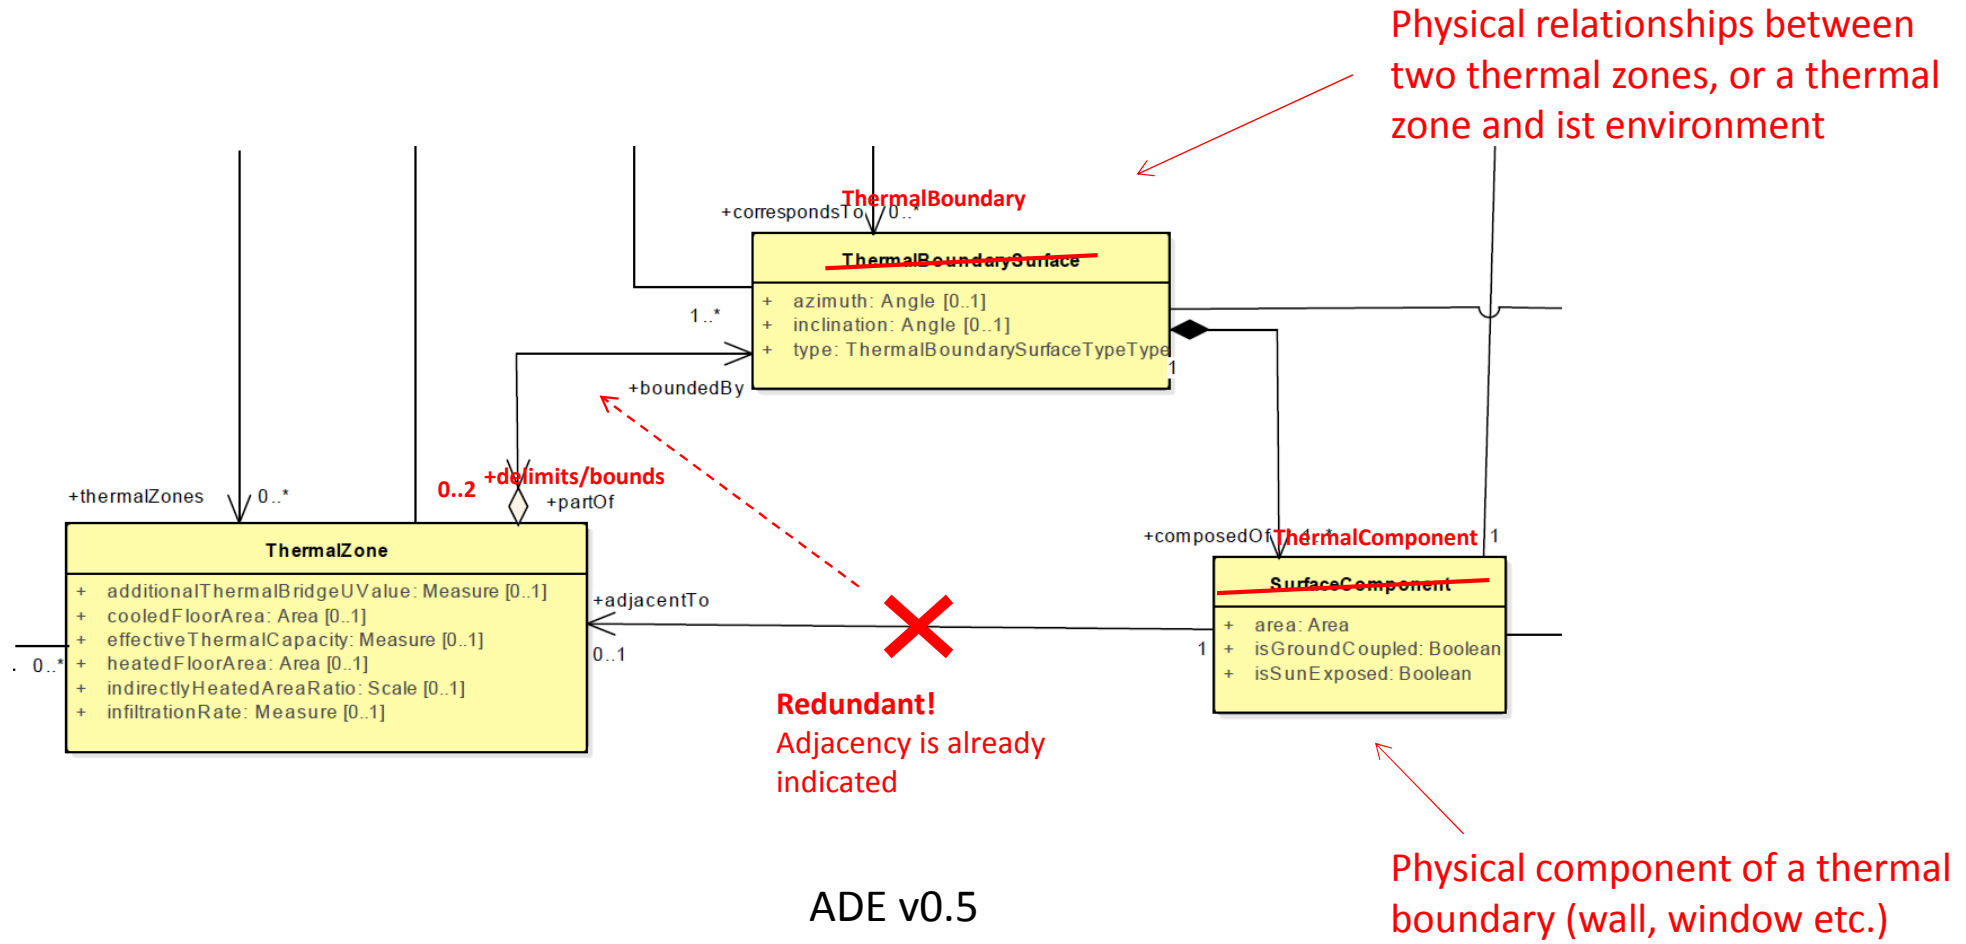 Physical relationships between
two thermal zones, or a thermal
zone and ist environment
ThermalBoundary
+correspondsTo 0..*
ThermalBoundarySurface
+ azimuth: Angle [0..1]
+ inclination: Angle [0..1]
+ type: ThermalBoundarySurfaceTypeType
1..*
1
+boundedBy
+delimits/bounds
0..2
+partOf
+thermalZones 0..*
ThermalZone
+ additionalThermalBridgeUValue: Measure [0..1]
+ cooledFloorArea: Area [0..1]
+ effectiveThermalCapacity: Measure [0..1]
+ heatedFloorArea: Area [0..1]
+ indirectlyHeatedAreaRatio: Scale [0..1]
+ infiltrationRate: Measure [0..1]
. 0..*
+adjacentTo
0..1
1
+composedOf 1..*
ThermalComponent 1
SurfaceComponent
+ area: Area
+ isGroundCoupled: Boolean
+ isSunExposed: Boolean
Redundant!
Adjacency is already
indicated
Physical component of a thermal
boundary (wall, window etc.)
ADE v0.5